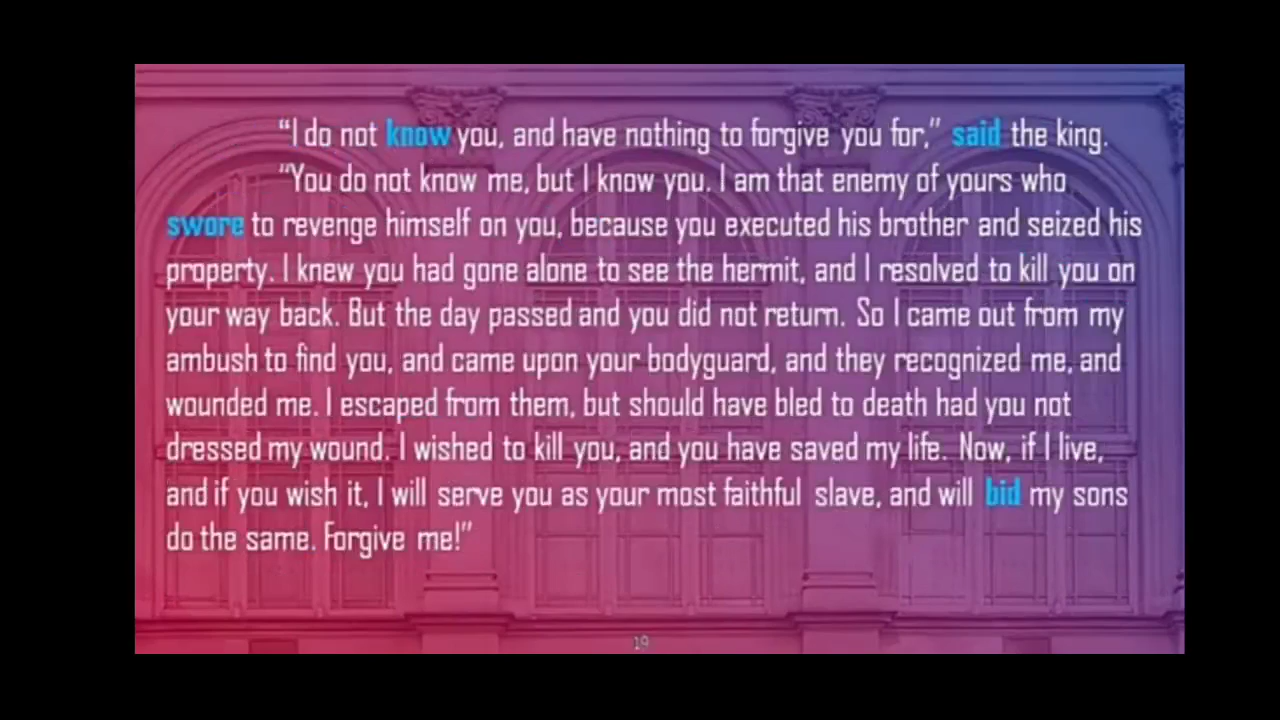 “I do not know you, and have nothing to forgive you for,” said the king.
“You do not know me, but I know you. I am that enemy of yours who
swore to revenge himself on you, because you executed his brother and seized his
property. I knew you had gone alone to see the hermit, and I resolved to kill you on
your way back. But the day passed and you did not return. So I came out from my
ambush to find you, and came upon your bodyguard, and they recognized me, and
wounded me. I escaped from them, but should have bled to death had you not
dressed my wound. I wished to kill you, and you have saved my life. Now, if I live,
and if you wish it, I will serve you as your most faithful slave, and will bid my sons
do the same. Forgive me!”
19